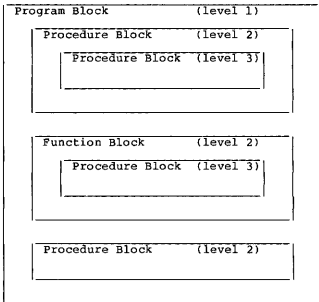 Program Block (level 1)
Procedure Block (level 2)
Procedure Block (level 3)
Function Block (level 2)
Procedure Block (level 3)
Procedure Block (level 2)